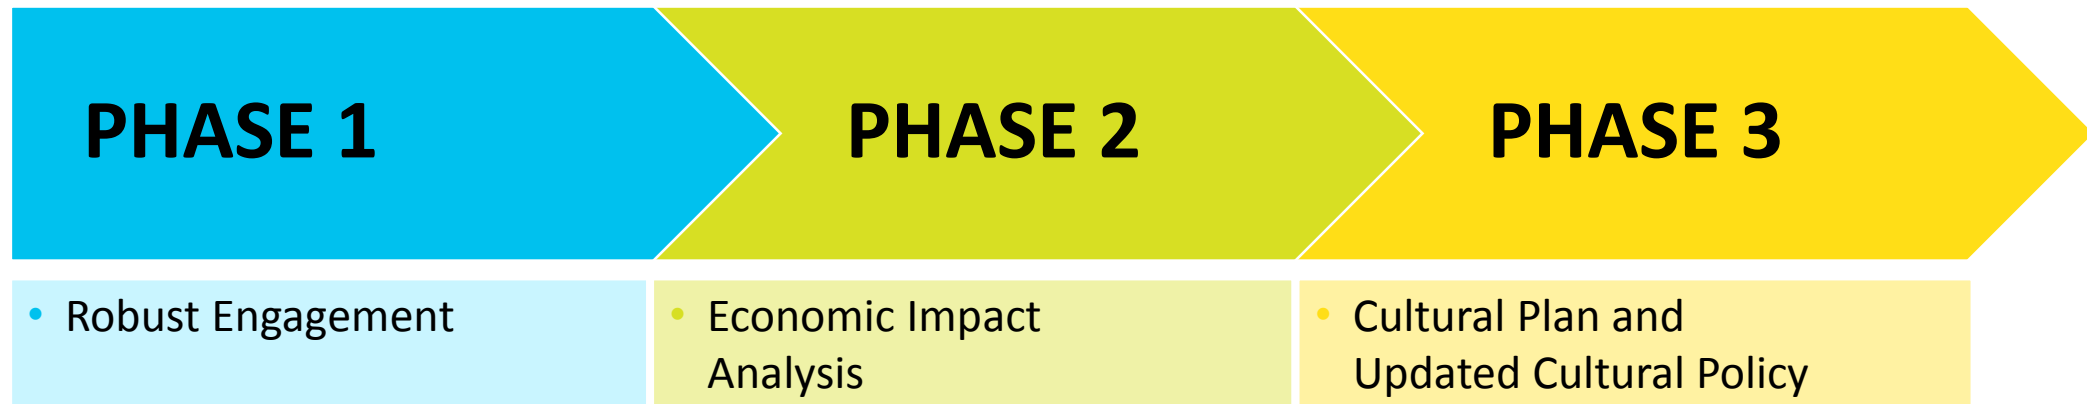 PHASE 1
PHASE 2
PHASE 3
• Robust Engagement
• Economic Impact
Analysis
• Cultural Plan and
Updated Cultural Policy